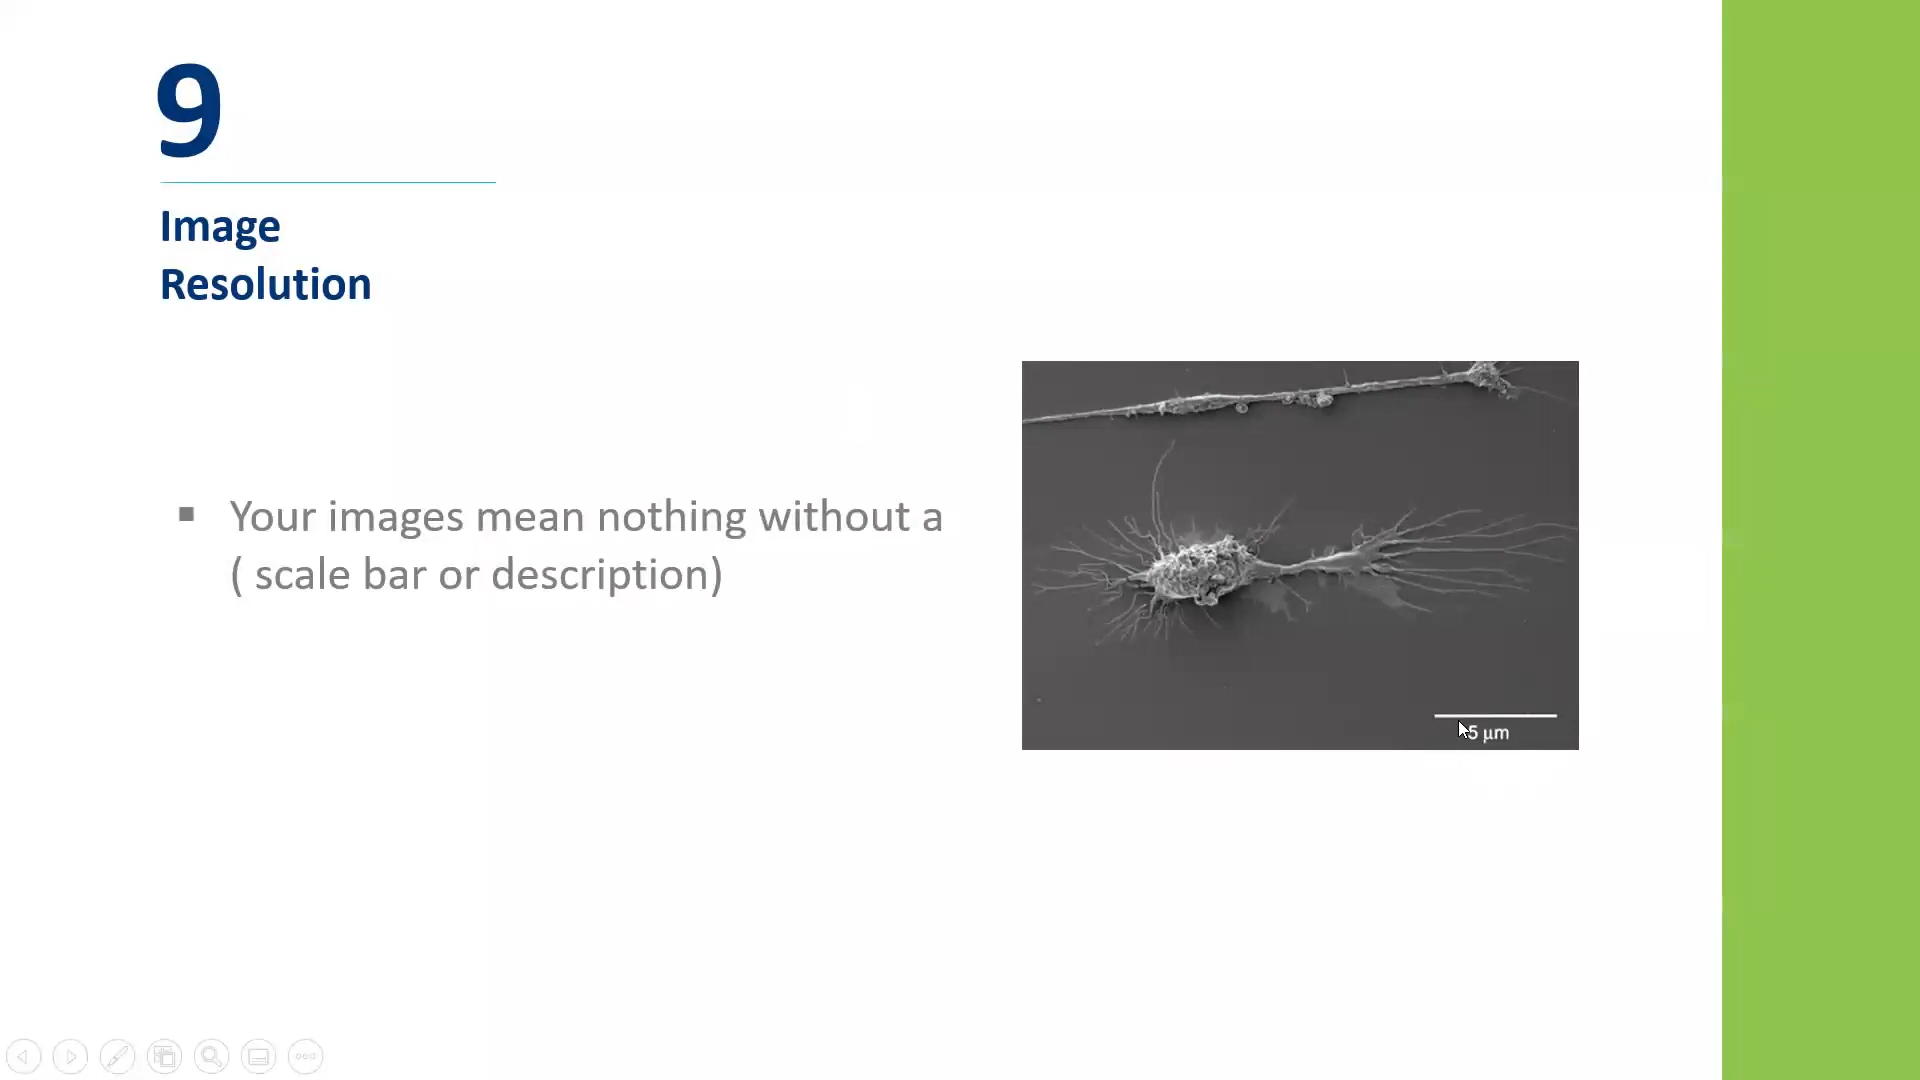 9
Image
Resolution
▪ Your images mean nothing without a
( scale bar or description)
5 μm